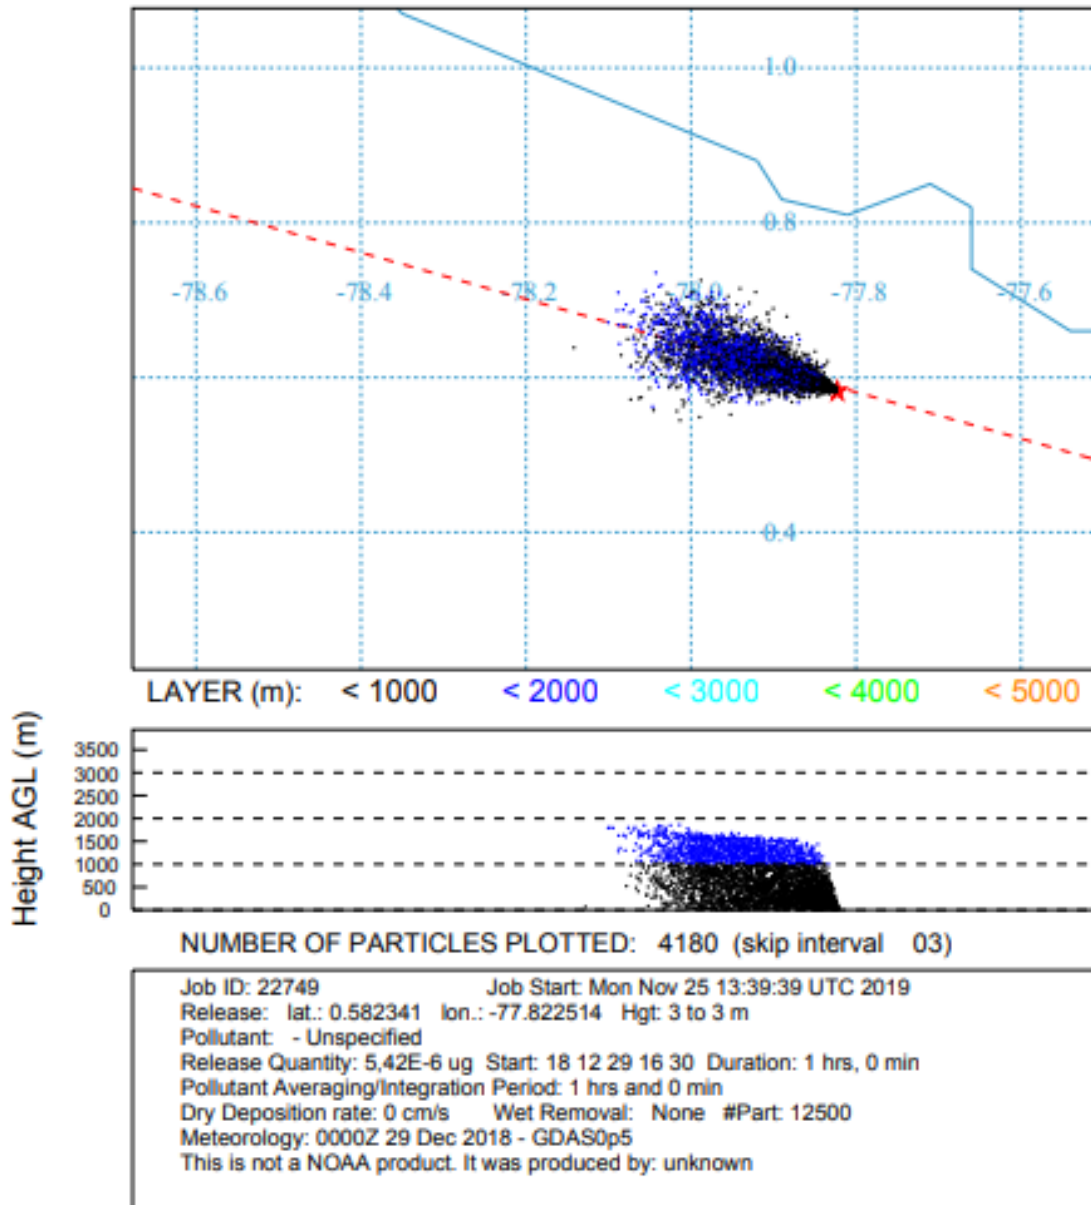 1.0
0.8
-78.6 -78.4 -78.2 -78.0 -77.8 -77.6
0.4
LAYER (m): < 1000 < 2000 < 3000 < 4000 < 5000
Height AGL (m)
3500
3000
2500
2000
1500
1000
500
0
NUMBER OF PARTICLES PLOTTED: 4180 (skip interval 03)
Job ID: 22749 Job Start: Mon Nov 25 13:39:39 UTC 2019
Release: lat.: 0.582341 lon.: -77.822514 Hgt: 3 to 3 m
Pollutant: - Unspecified
Release Quantity: 5,42E-6 ug Start: 18 12 29 16 30 Duration: 1 hrs, 0 min
Pollutant Averaging/Integration Period: 1 hrs and 0 min
Dry Deposition rate: 0 cm/s Wet Removal: None #Part: 12500
Meteorology: 0000Z 29 Dec 2018 - GDAS0p5
This is not a NOAA product. It was produced by: unknown